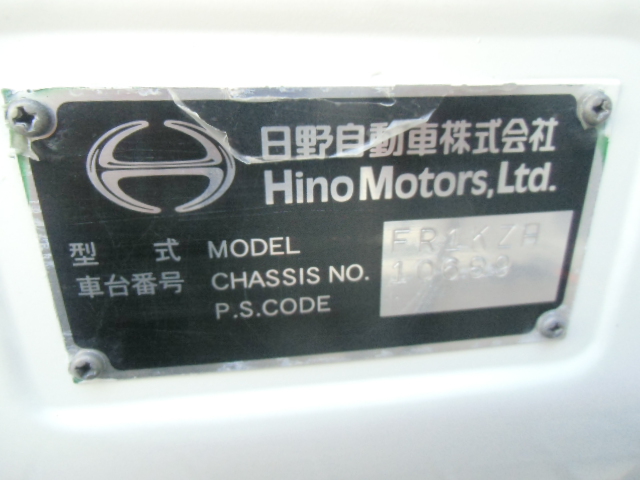 日野自動車株式会社
Hino Motors, Ltd.
型 式 MODEL
車台番号 CHASSIS NO.
P.S.CODE